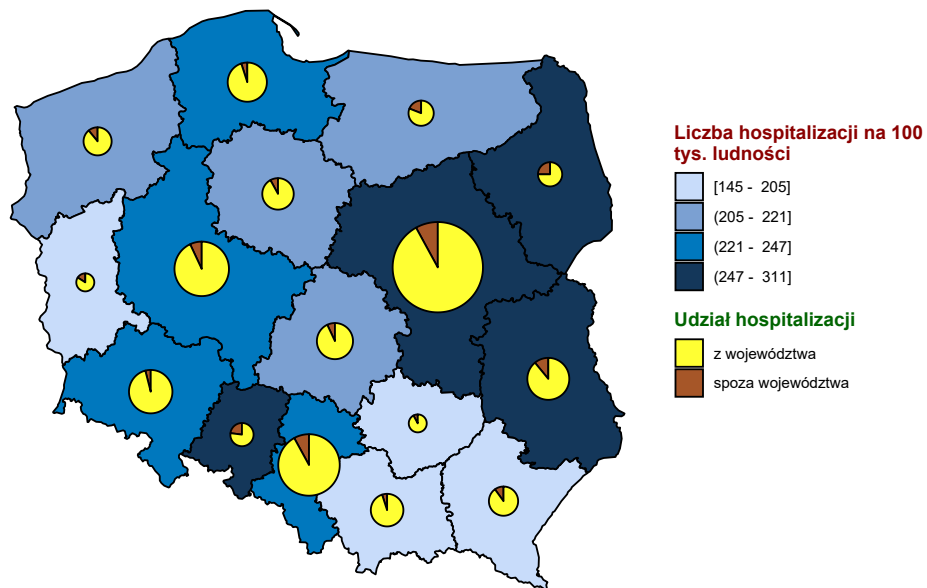 Liczba hospitalizacji na 100
tys. ludności
[145 - 205]
(205 - 221]
(221 - 247]
(247 - 311]
Udział hospitalizacji
z województwa
spoza województwa